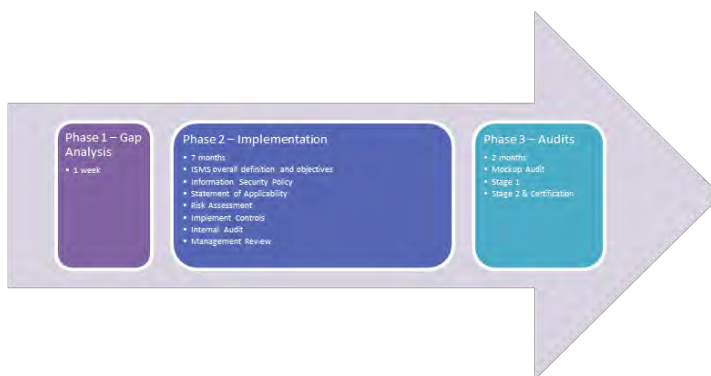 Phase 1 – Gap
Analysis
• 1 week
Phase 2 – Implementation
• 7 months
• ISMS overall definition and objectives
• Information Security Policy
• Statement of Applicability
• Risk Assessment
• Implement Controls
• Internal Audit
• Management Review
Phase 3 – Audits
• 2 months
• Mockup Audit
• Stage 1
• Stage 2 & Certification